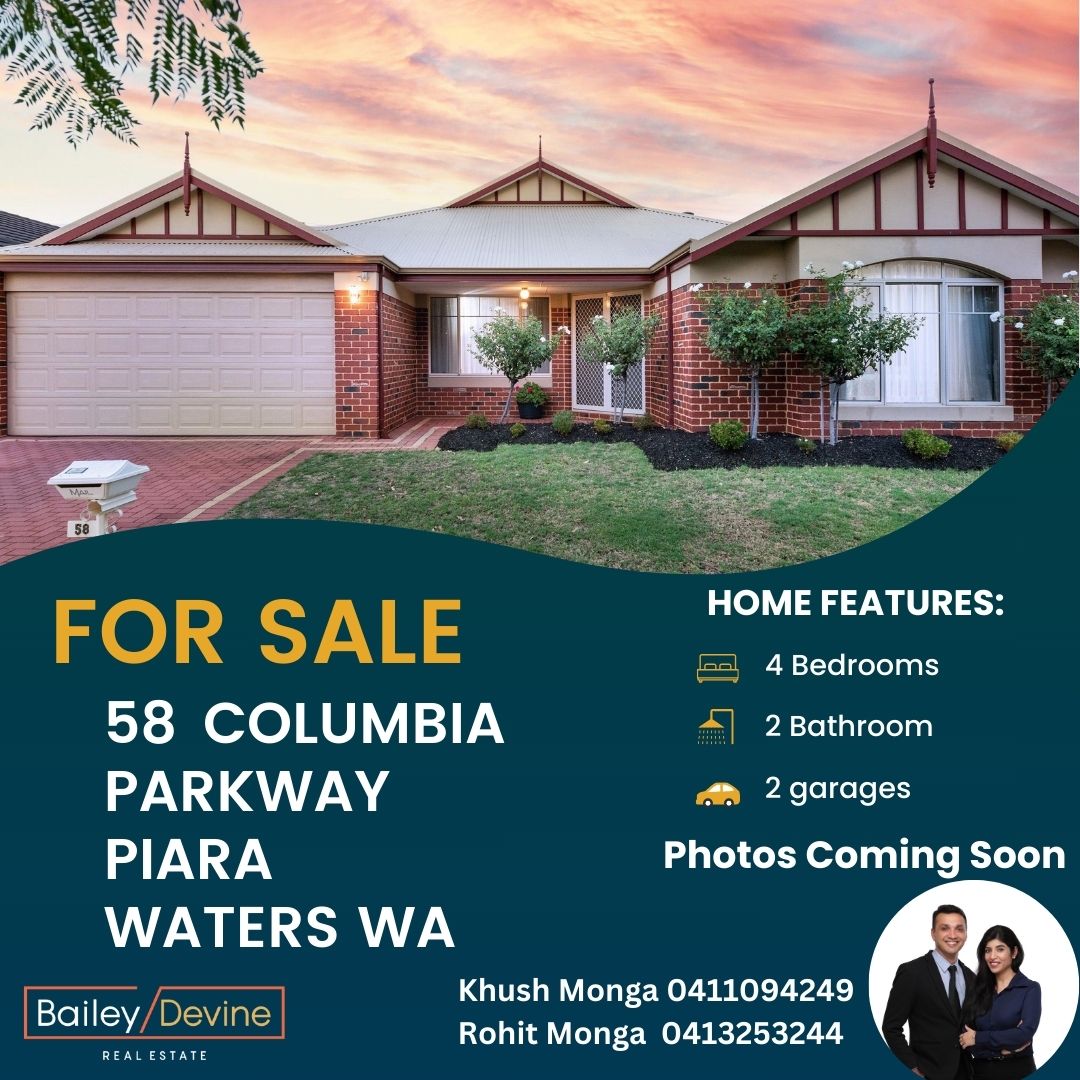 Mai..
58
FOR SALE
58 COLUMBIA
PARKWAY
PIARA
WATERS WA
HOME FEATURES:
4 Bedrooms
2 Bathroom
2 garages
Photos Coming Soon
Khush Monga 0411094249
Rohit Monga 0413253244
Bailey/Devine
REAL ESTATE